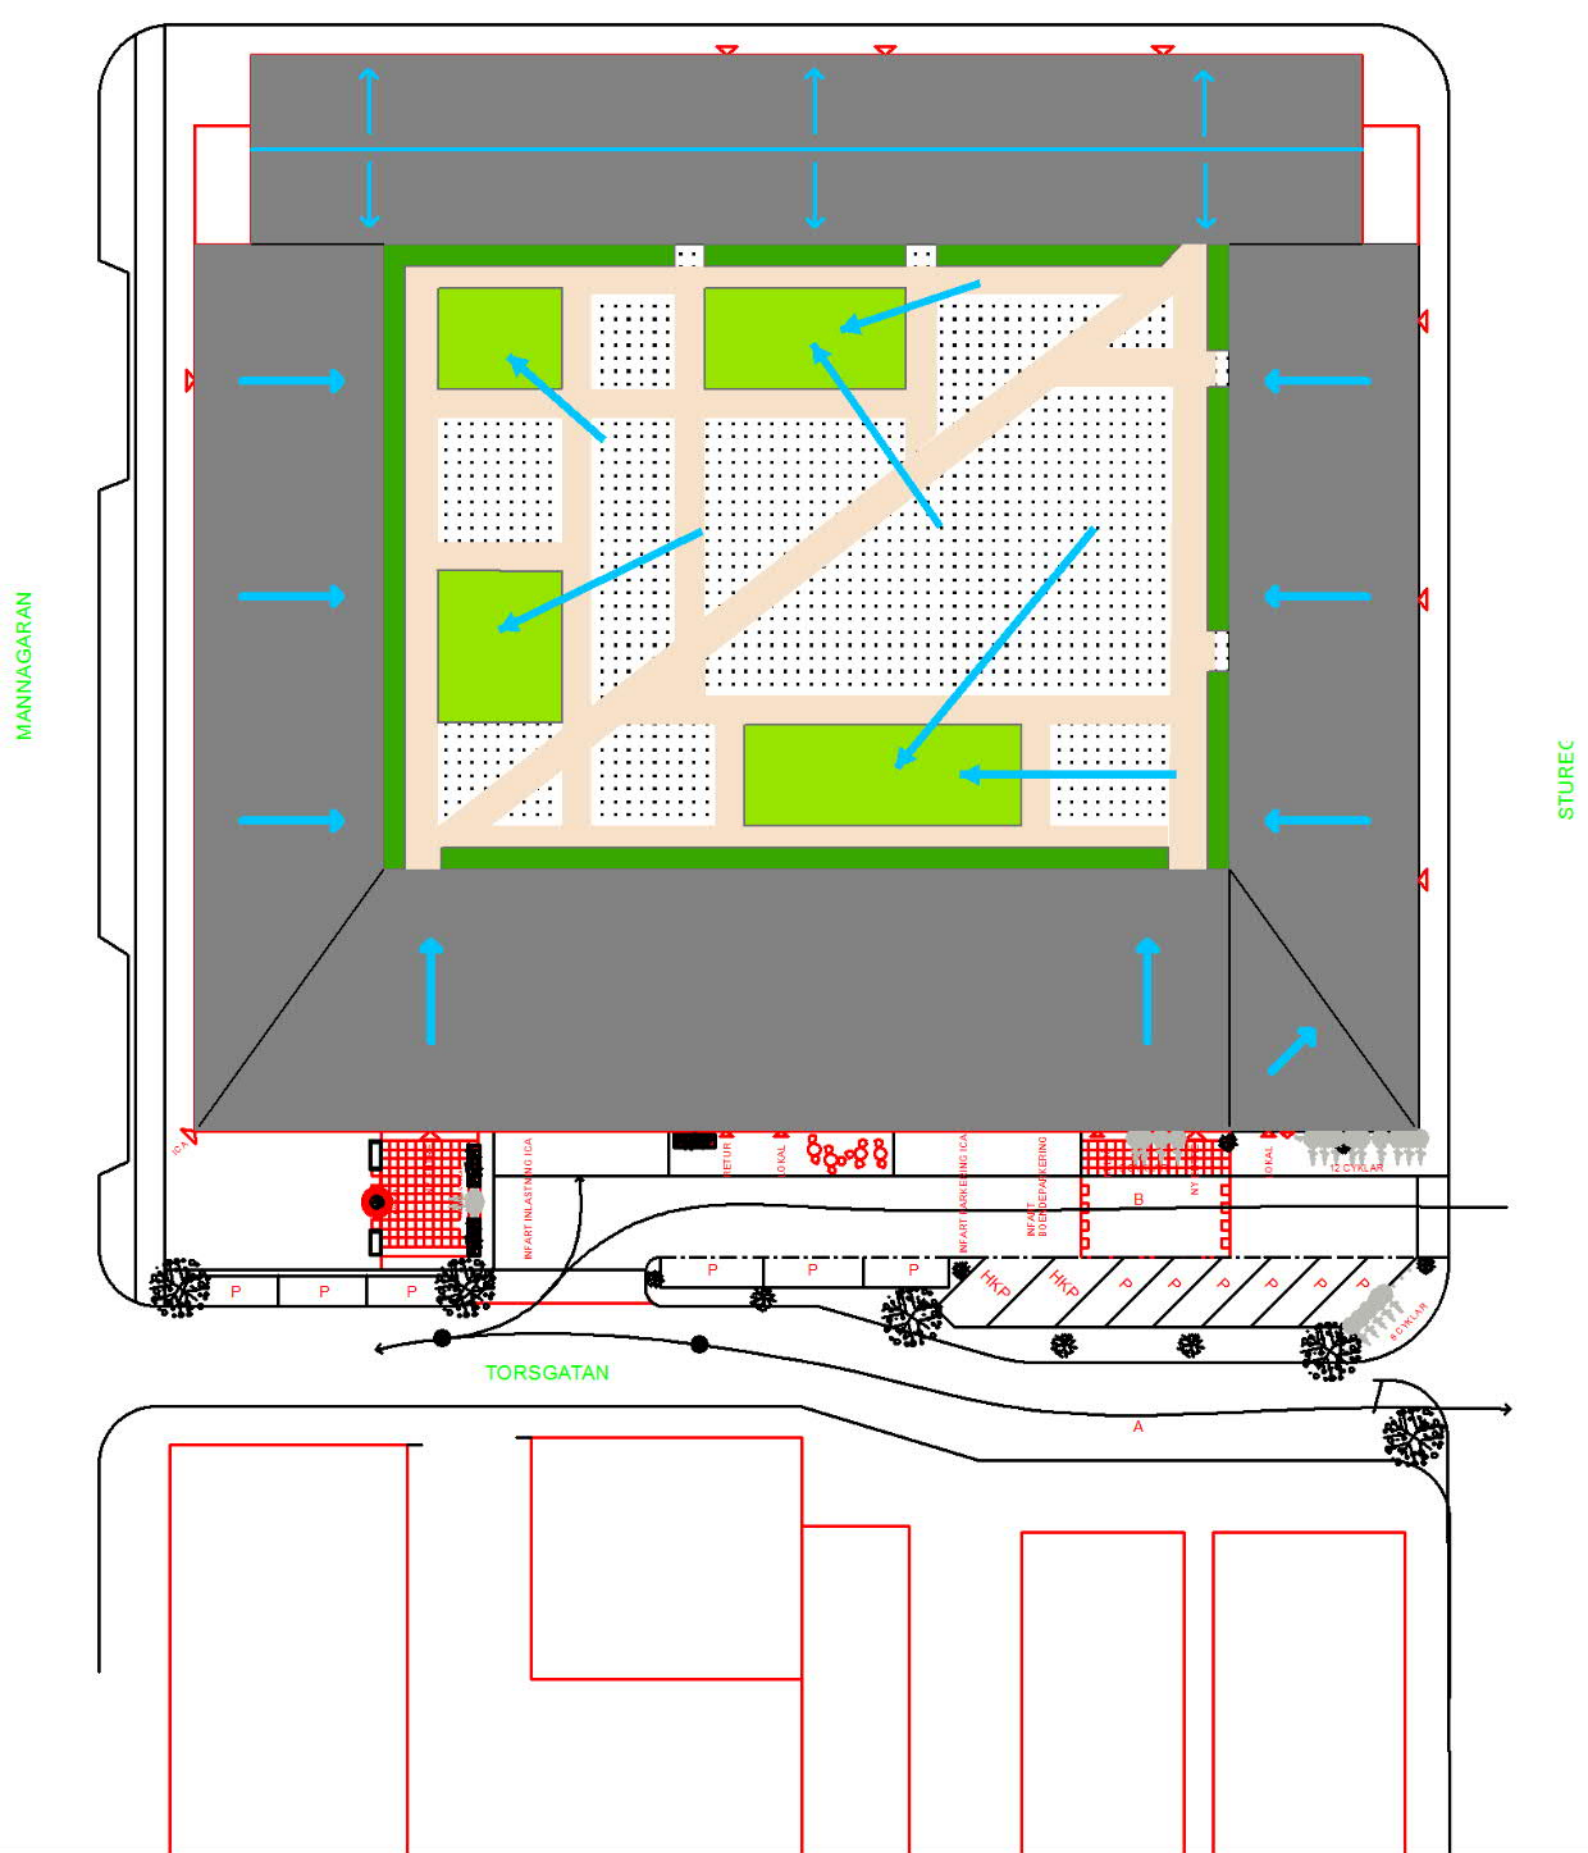 MANNAGARAN
STUREG
ICA
INFART INLASTNING ICA
RETUR
LOKAL
INFART PARKERING ICA
INFART
BOENDEPARKERING
NY
LOKAL
12 CYKLAR
B
P
P
P
P
P
P
HKP
HKP
P
P
P
P
P
P
6 CYKLAR
TORSGATAN
A